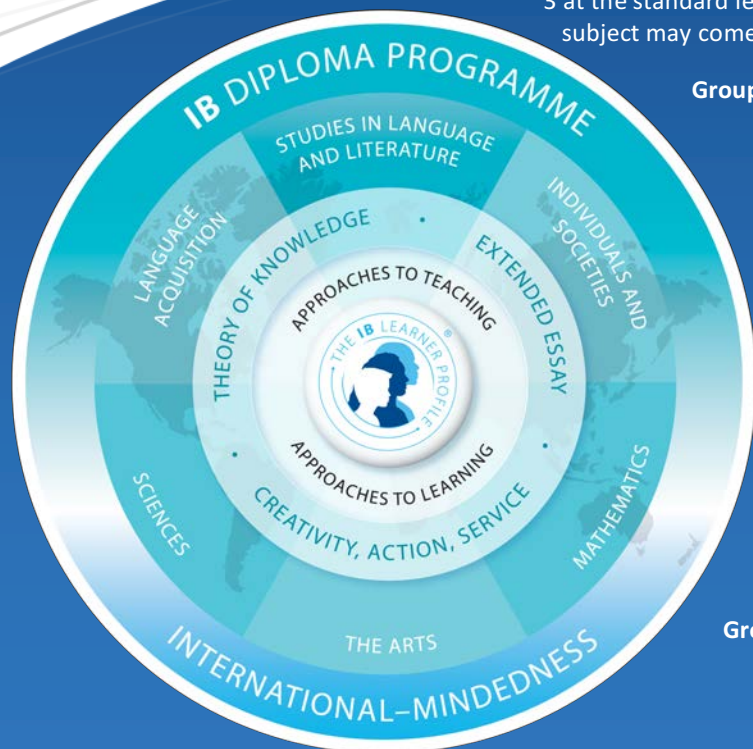 3 at the standard le
subject may come
Group
IB DIPLOMA PROGRAMME
STUDIES IN LANGUAGE
AND LITERATURE
LANGUAGE
ACQUISITION
INDIVIDUALS AND
SOCIETIES
THEORY OF KNOWLEDGE
EXTENDED ESSAY
APPROACHES TO TEACHING
THE IB LEARNER PROFILE ®
APPROACHES TO LEARNING
CREATIVITY, ACTION, SERVICE
SCIENCES
MATHEMATICS
THE ARTS
Gro
INTERNATIONAL–MINDEDNESS